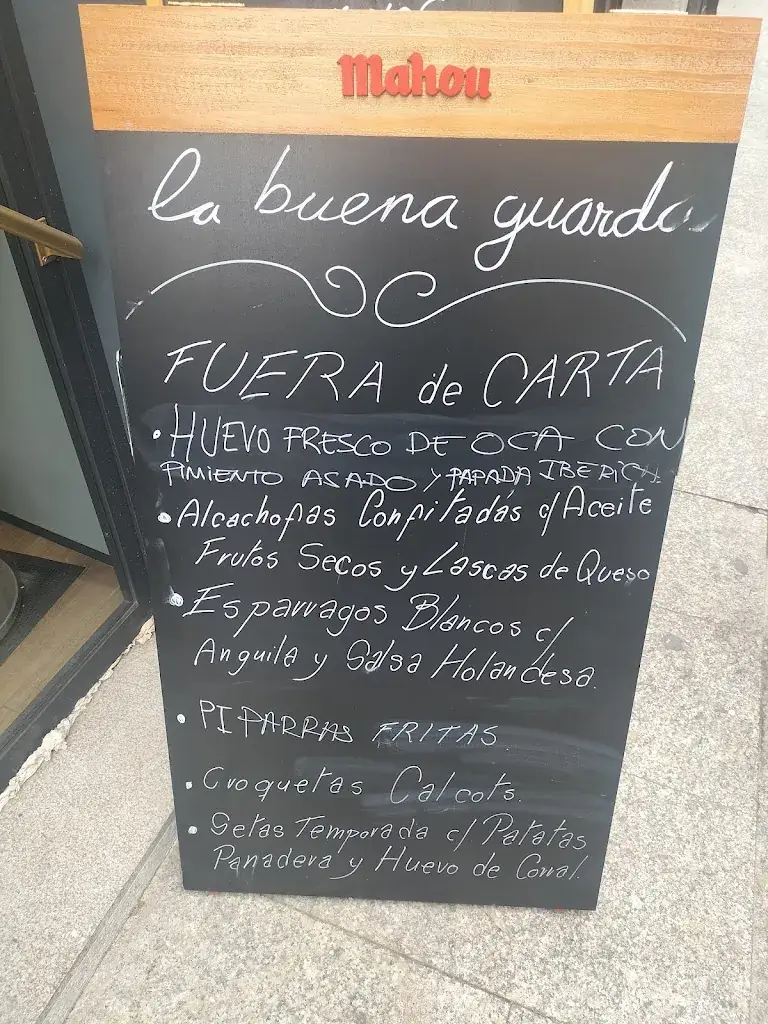 Mahou
la buena guarda
FUERA de CARTA
• HUEVO FRESCO DE OCA CON
PIMIENTO ASADO Y PAPADA IBERICA
• Alcachofas Confitadas c/ Aceite
Frutos Secos y Lascas de Queso
• Esparragos Blancos c/
Anguila y Salsa Holandesa.
• PIPARRAS FRITAS
• Croquetas Calcots.
• Setas Temporada c/ Patatas
Panadera y Huevo de Corral.